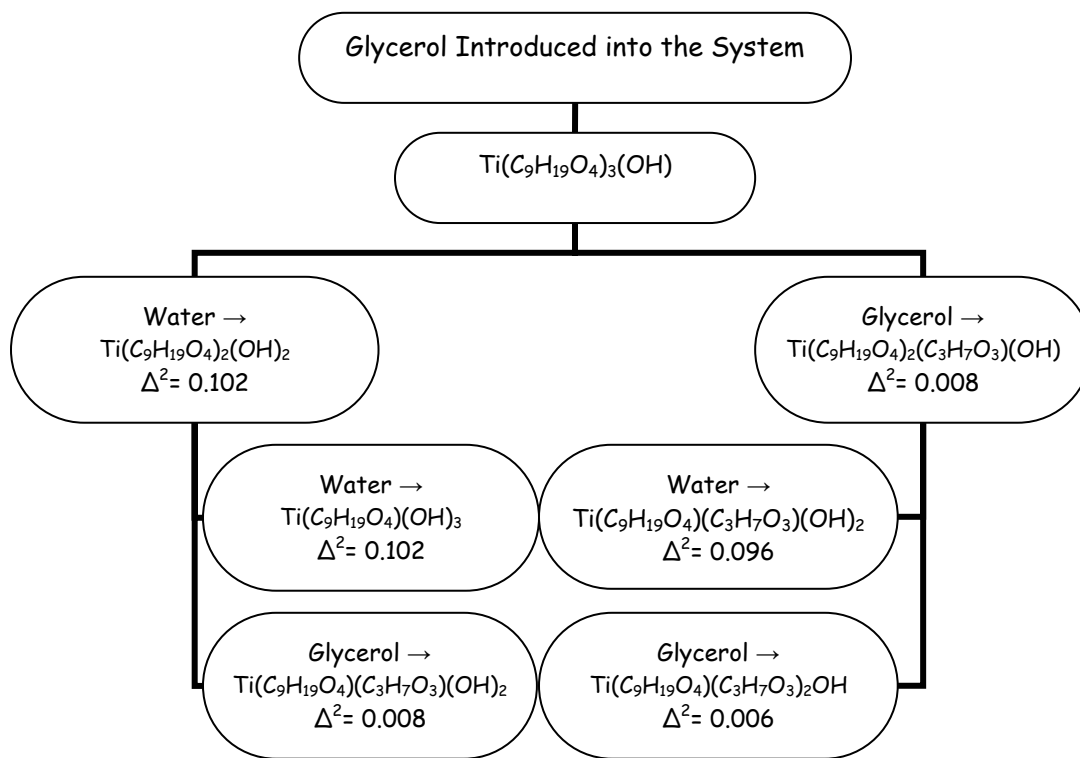 Glycerol Introduced into the System
Ti(C₉H₁₉O₄)₃(OH)
Water →
Ti(C₉H₁₉O₄)₂(OH)₂
Δ²= 0.102
Glycerol →
Ti(C₉H₁₉O₄)₂(C₃H₇O₃)(OH)
Δ²= 0.008
Water →
Ti(C₉H₁₉O₄)(OH)₃
Δ²= 0.102
Water →
Ti(C₉H₁₉O₄)(C₃H₇O₃)(OH)₂
Δ²= 0.096
Glycerol →
Ti(C₉H₁₉O₄)(C₃H₇O₃)(OH)₂
Δ²= 0.008
Glycerol →
Ti(C₉H₁₉O₄)(C₃H₇O₃)₂OH
Δ²= 0.006